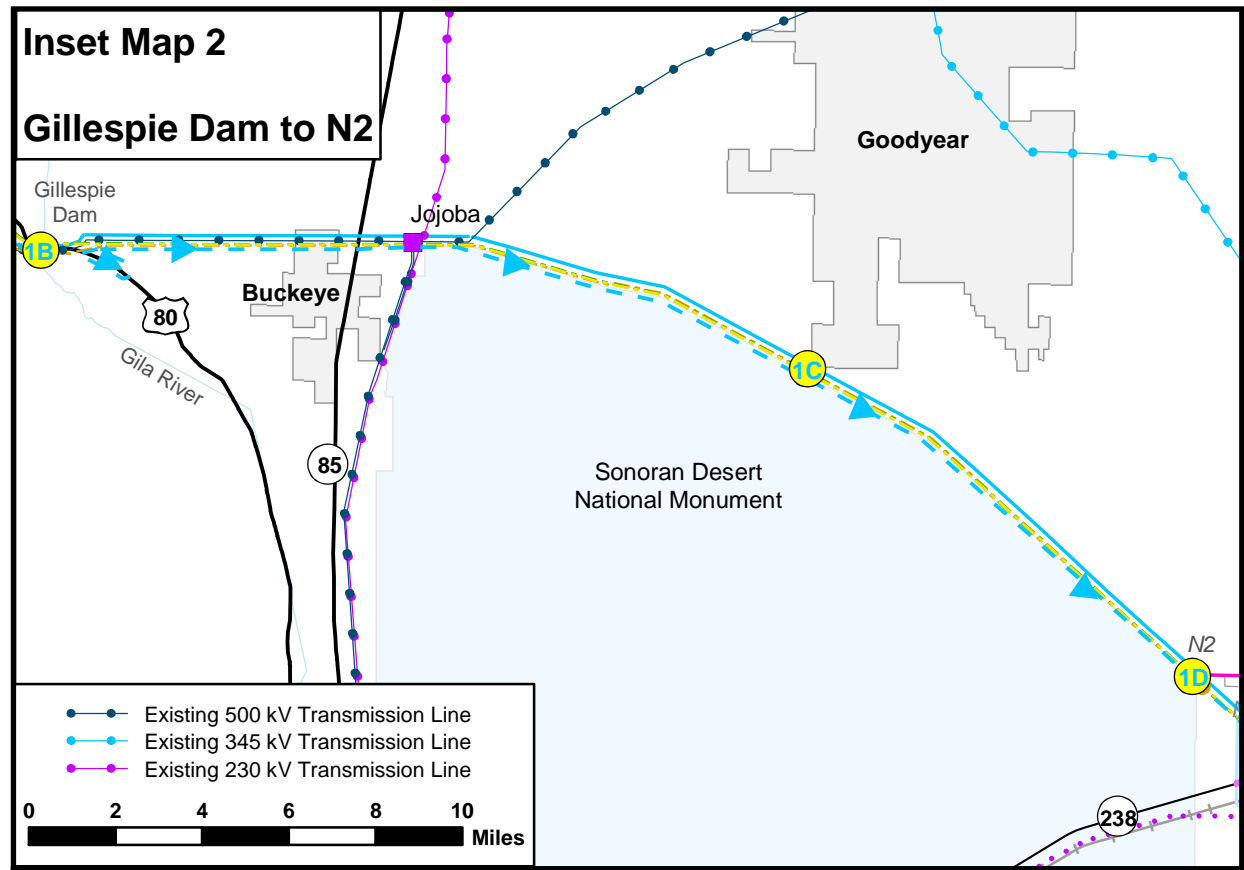 Inset Map 2
Gillespie Dam to N2
Goodyear
Gillespie
Dam
Jojoba
1B
Buckeye
80
Gila River
1C
85
Sonoran Desert
National Monument
N2
1D
Existing 500 kV Transmission Line
Existing 345 kV Transmission Line
Existing 230 kV Transmission Line
0 2 4 6 8 10
Miles
238